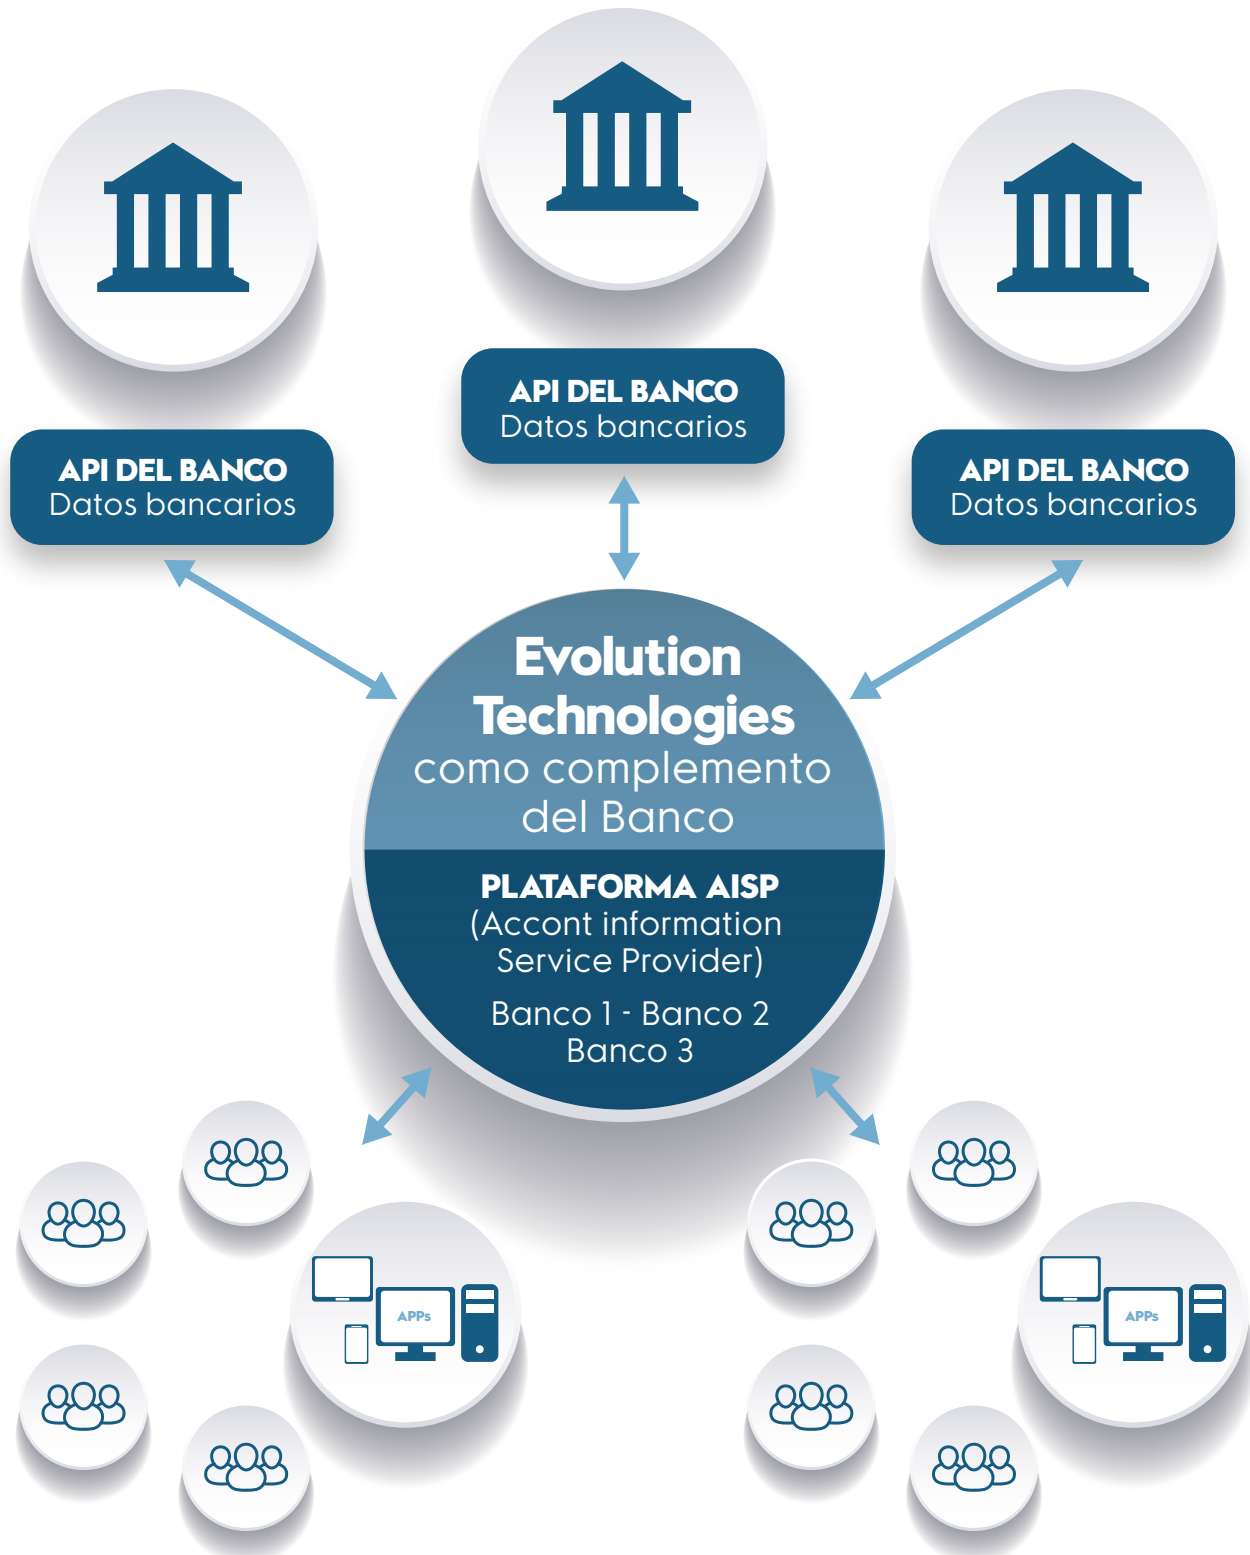 API DEL BANCO
Datos bancarios
API DEL BANCO
Datos bancarios
API DEL BANCO
Datos bancarios
Evolution
Technologies
como complemento
del Banco
PLATAFORMA AISP
(Accont information
Service Provider)
Banco 1 - Banco 2
Banco 3
APPs
APPs